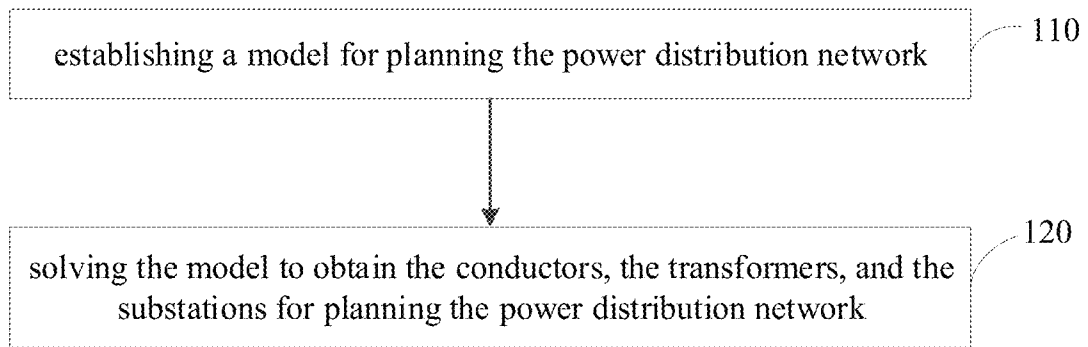 establishing a model for planning the power distribution network
110
solving the model to obtain the conductors, the transformers, and the
substations for planning the power distribution network
120